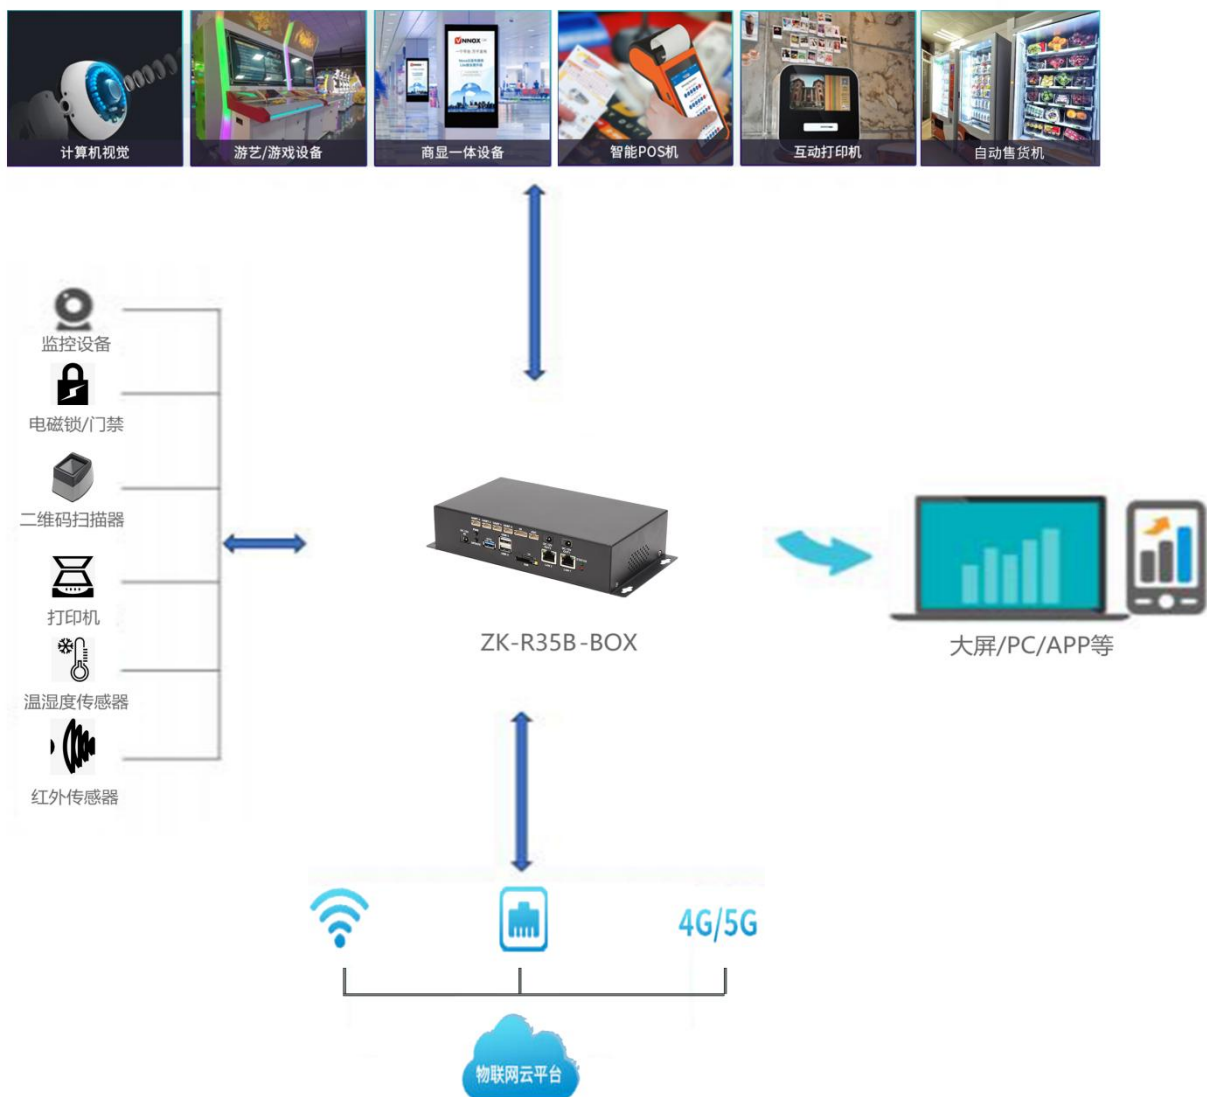 VNNOX
计算机视觉
游艺/游戏设备
商显一体设备
智能POS机
互动打印机
自动售货机
监控设备
电磁锁/门禁
二维码扫描器
打印机
温湿度传感器
红外传感器
ZK-R35B-BOX
大屏/PC/APP等
4G/5G
物联网云平台